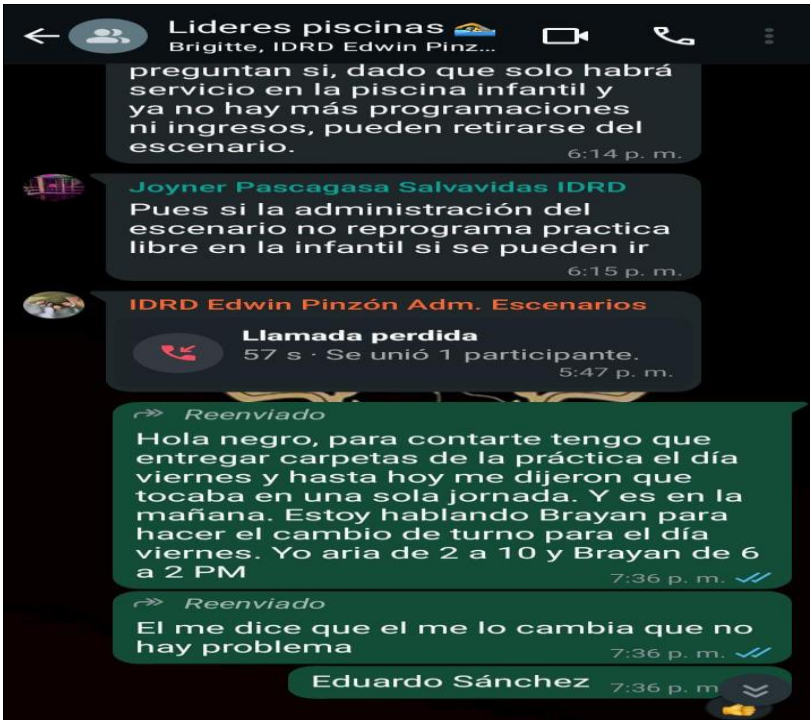 Lideres piscinas 🏊
Brigitte, IDRD Edwin Pinz...
preguntan si, dado que solo habrá
servicio en la piscina infantil y
ya no hay más programaciones
ni ingresos, pueden retirarse del
escenario.
6:14 p. m.
Joyner Pascagasa Salvavidas IDRD
Pues si la administración del
escenario no reprograma practica
libre en la infantil si se pueden ir
6:15 p. m.
IDRD Edwin Pinzón Adm. Escenarios
Llamada perdida
57 s · Se unió 1 participante.
5:47 p. m.
Reenviado
Hola negro, para contarte tengo que
entregar carpetas de la práctica el día
viernes y hasta hoy me dijeron que
tocaba en una sola jornada. Y es en la
mañana. Estoy hablando Brayan para
hacer el cambio de turno para el día
viernes. Yo aria de 2 a 10 y Brayan de 6
a 2 PM
7:36 p. m.
Reenviado
El me dice que el me lo cambia que no
hay problema
7:36 p. m.
Eduardo Sánchez 7:36 p. m